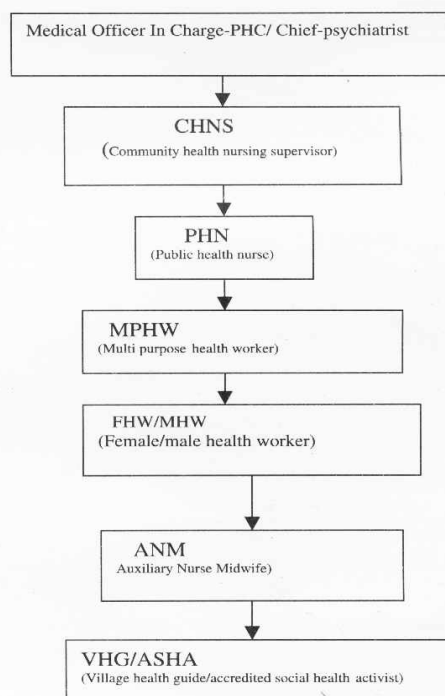 Medical Officer In Charge-PHC/ Chief-psychiatrist
CHNS
(Community health nursing supervisor)
PHN
(Public health nurse)
MPHW
(Multi purpose health worker)
FHW/MHW
(Female/male health worker)
ANM
Auxiliary Nurse Midwife)
VHG/ASHA
(Village health guide/accredited social health activist)